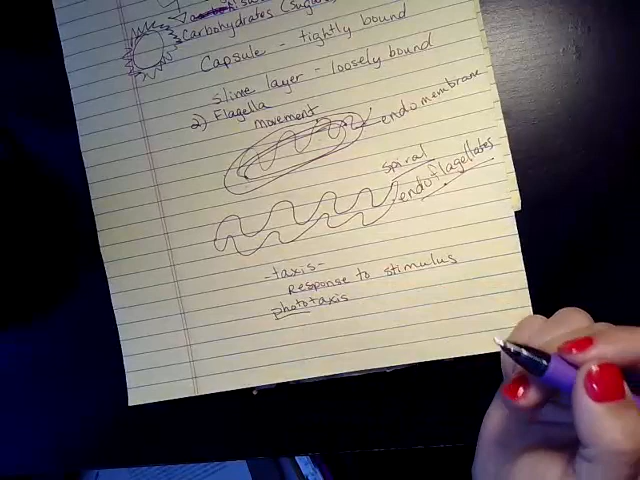 Carbohydrates (sugars
Capsule - tightly bound
slime layer - loosely bound
2) Flagella
movement
endomembrane
spiral
endoflagellates
-taxis-
response to stimulus
phototaxis